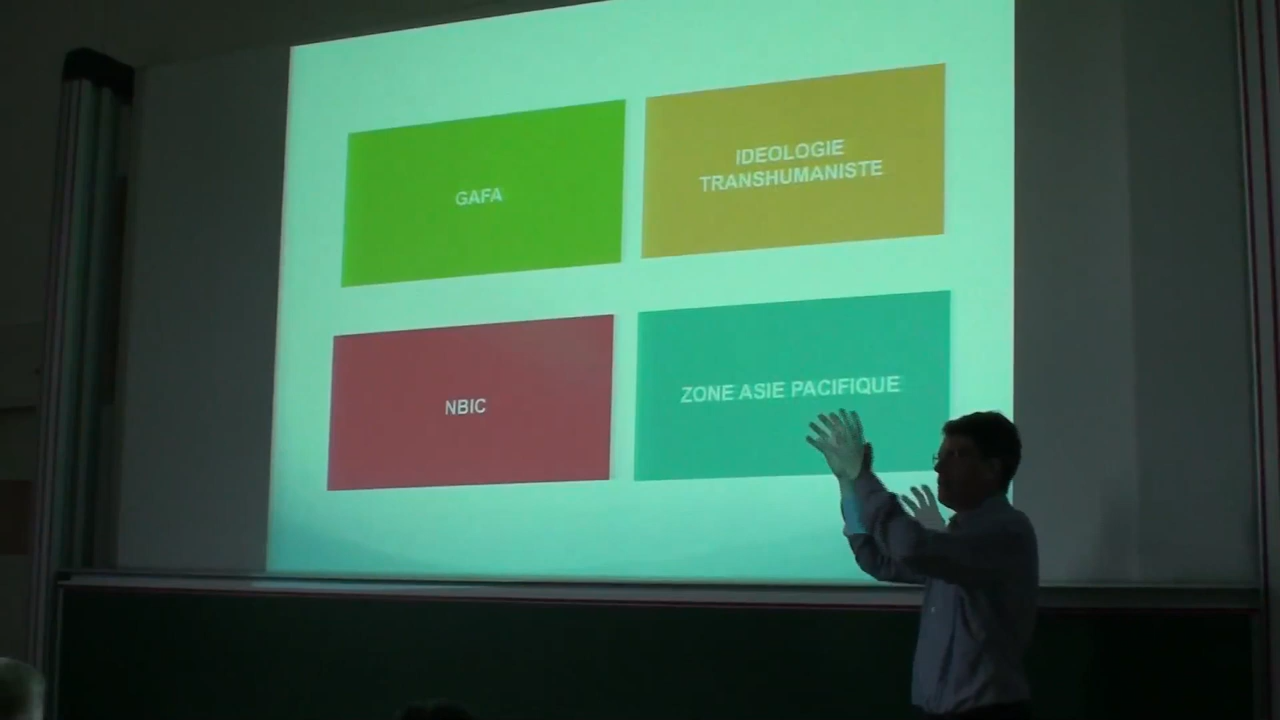 GAFA
IDEOLOGIE
TRANSHUMANISTE
NBIC
ZONE ASIE PACIFIQUE